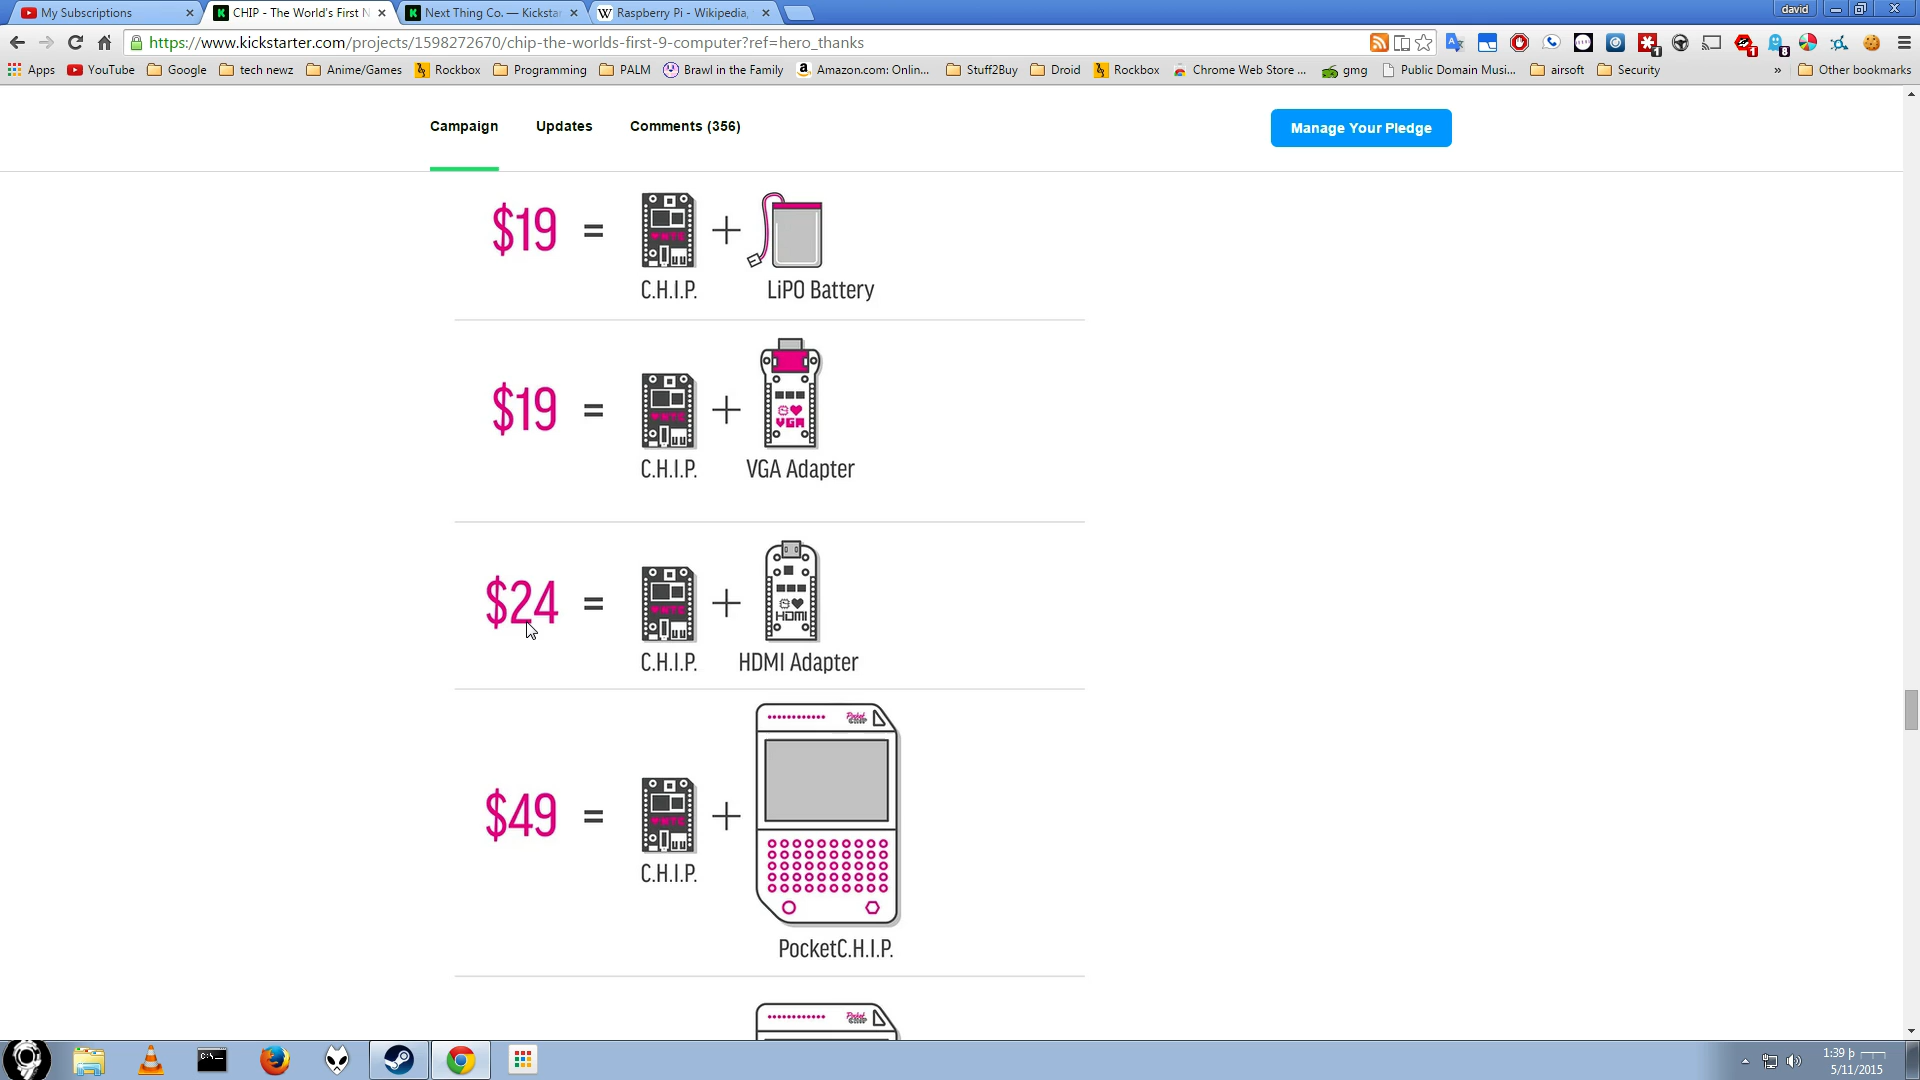 My Subscriptions
CHIP - The World's First N
Next Thing Co. — Kickstar
Raspberry Pi - Wikipedia,
david
https://www.kickstarter.com/projects/1598272670/chip-the-worlds-first-9-computer?ref=hero_thanks
Apps
YouTube
Google
tech newz
Anime/Games
Rockbox
Programming
PALM
Brawl in the Family
Amazon.com: Onlin...
Stuff2Buy
Droid
Rockbox
Chrome Web Store ...
gmg
Public Domain Musi...
airsoft
Security
»
Other bookmarks
Campaign
Updates
Comments (356)
Manage Your Pledge
$19 = +
C.H.I.P. LiPO Battery
$19 = +
VGA
C.H.I.P. VGA Adapter
$24 = +
HDMI
C.H.I.P. HDMI Adapter
$49 = +
C.H.I.P.
PocketC.H.I.P.
1:39 þ
5/11/2015